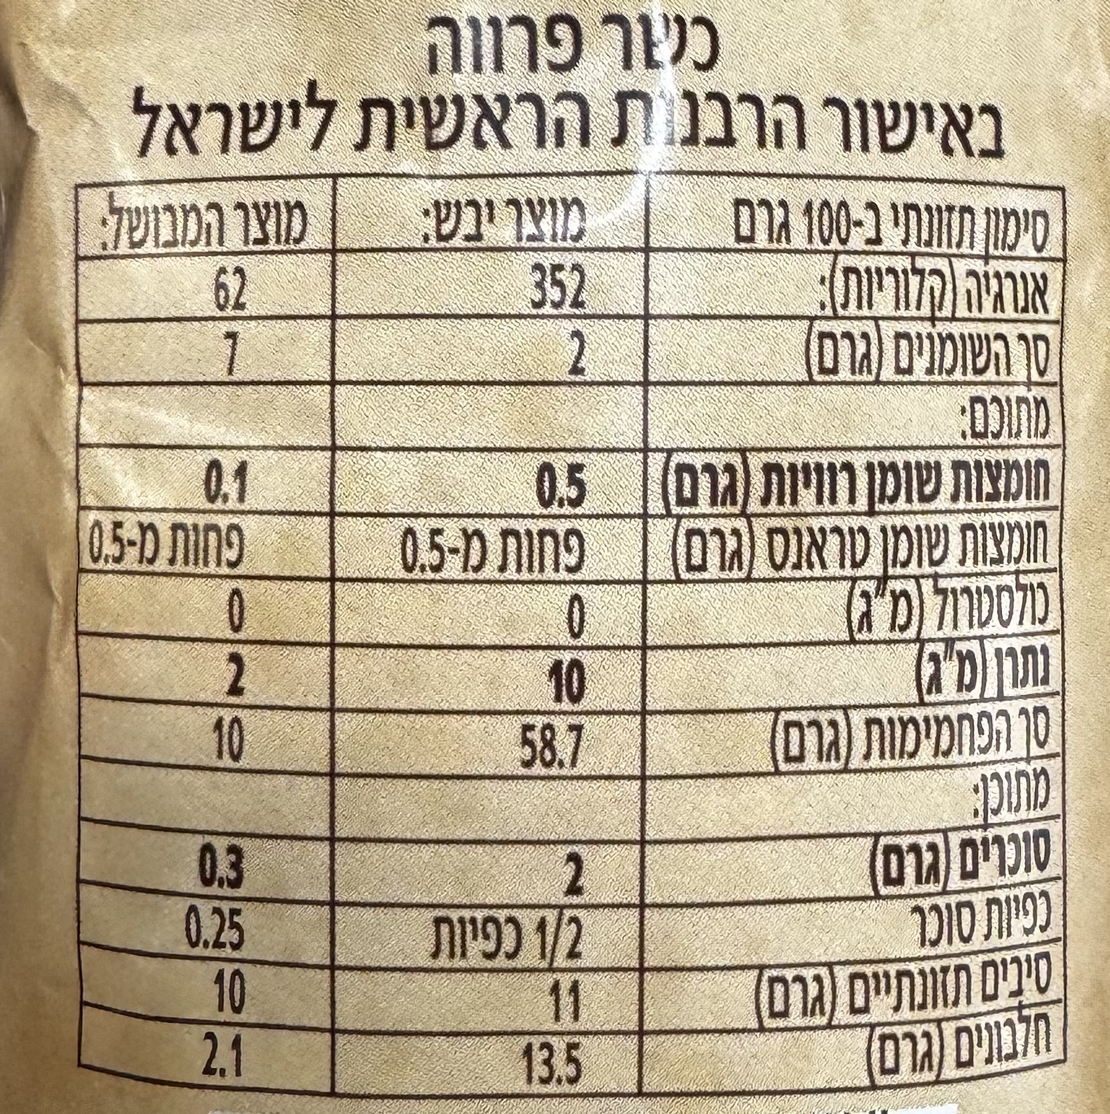 כשר פרווה
באישור הרבנות הראשית לישראל
סימון תזונתי ב-100 גרם מוצר יבש: מוצר המבושל:
אנרגיה (קלוריות): 352 62
סך השומנים (גרם) 2 7
מתוכם:
חומצות שומן רוויות (גרם) 0.5 0.1
חומצות שומן טראנס (גרם) פחות מ-0.5 פחות מ-0.5
כולסטרול (מ"ג) 0 0
נתרן (מ"ג) 10 2
סך הפחמימות (גרם) 58.7 10
מתוכן:
סוכרים (גרם) 2 0.3
כפיות סוכר 1/2 כפיות 0.25
סיבים תזונתיים (גרם) 11 10
חלבונים (גרם) 13.5 2.1